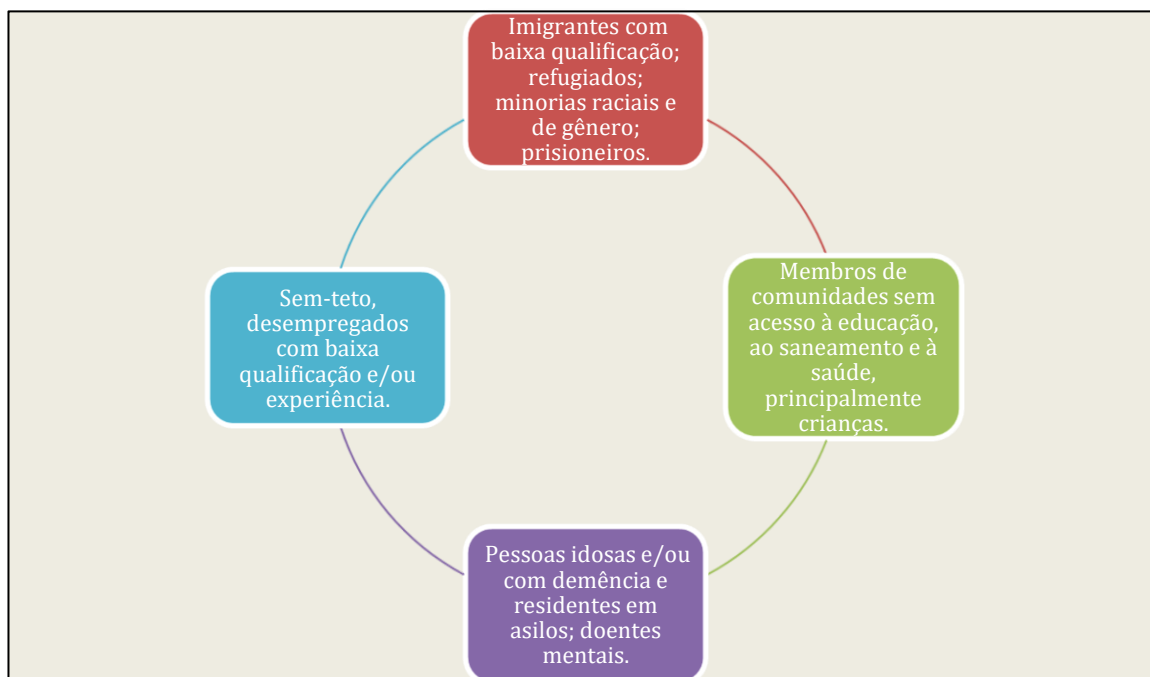 Imigrantes com
baixa qualificação;
refugiados;
minorias raciais e
de gênero;
prisioneiros.
Membros de
comunidades sem
acesso à educação,
ao saneamento e à
saúde,
principalmente
crianças.
Pessoas idosas e/ou
com demência e
residentes em
asilos; doentes
mentais.
Sem-teto,
desempregados
com baixa
qualificação e/ou
experiência.